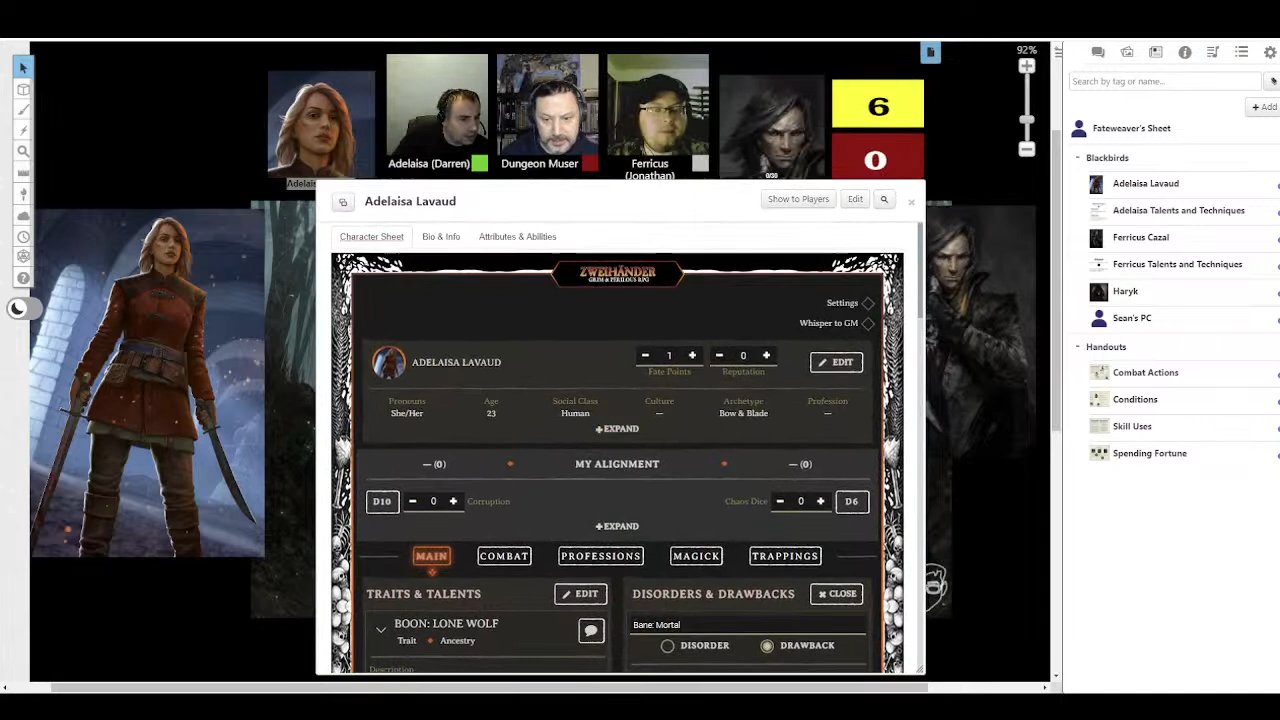 92%
6
0
Adelaisa (Darren)
Dungeon Muser
Ferricus
(Jonathan)
0/30
Adelais
Adelaisa Lavaud
Show to Players
Edit
Character Sheet
Bio & Info
Attributes & Abilities
ZWEIHÄNDER
GRIM & PERILOUS RPG
Settings
Whisper to GM
ADELAISA LAVAUD
1
0
EDIT
Fate Points
Reputation
Pronouns
Age
Social Class
Culture
Archetype
Profession
She/Her
23
Human
—
Bow & Blade
—
EXPAND
— (0)
MY ALIGNMENT
— (0)
D10
0
Corruption
Chaos Dice
0
D6
EXPAND
MAIN
COMBAT
PROFESSIONS
MAGICK
TRAPPINGS
TRAITS & TALENTS
EDIT
DISORDERS & DRAWBACKS
CLOSE
BOON: LONE WOLF
Trait
Ancestry
Description
Bane: Mortal
DISORDER
DRAWBACK
Search by tag or name...
+ Add
Fateweaver's Sheet
Blackbirds
Adelaisa Lavaud
Adelaisa Talents and Techniques
Ferricus Cazal
Ferricus Talents and Techniques
Haryk
Sean's PC
Handouts
Combat Actions
Conditions
Skill Uses
Spending Fortune